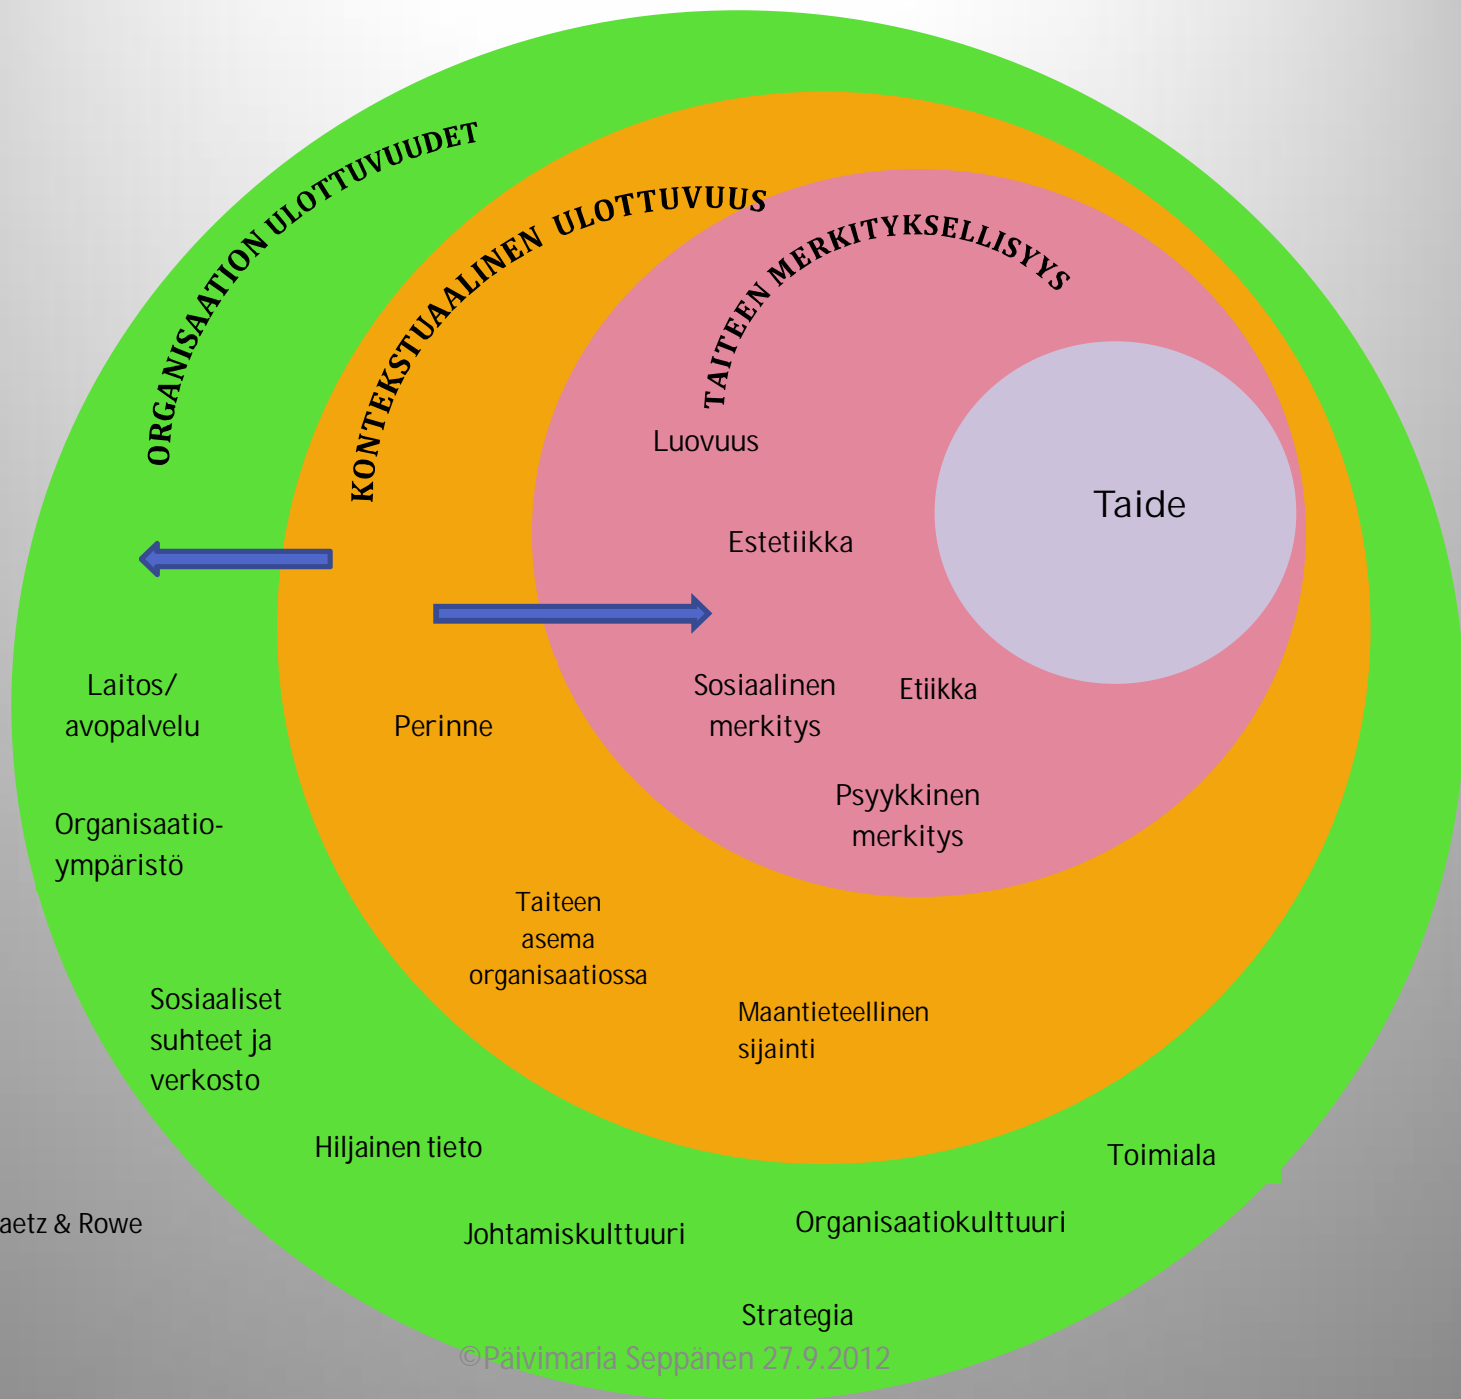 ORGANISAATION ULOTTUVUUDET
KONTEKSTUAALINEN ULOTTUVUUS
TAITEEN MERKITYKSELLISYYS
Luovuus
Taide
Estetiikka
Laitos/
avopalvelu
Perinne
Sosiaalinen
merkitys
Etiikka
Psyykkinen
merkitys
Organisaatio-
ympäristö
Taiteen
asema
organisaatiossa
Sosiaaliset
suhteet ja
verkosto
Maantieteellinen
sijainti
Hiljainen tieto
Toimiala
aetz & Rowe
Johtamiskulttuuri
Organisaatiokulttuuri
Strategia
©Päivimaria Seppänen 27.9.2012